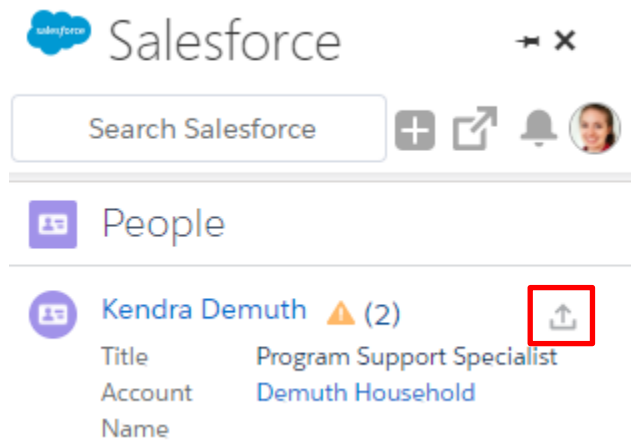 salesforce
Salesforce
Search Salesforce
People
Kendra Demuth (2)
Title Program Support Specialist
Account Demuth Household
Name